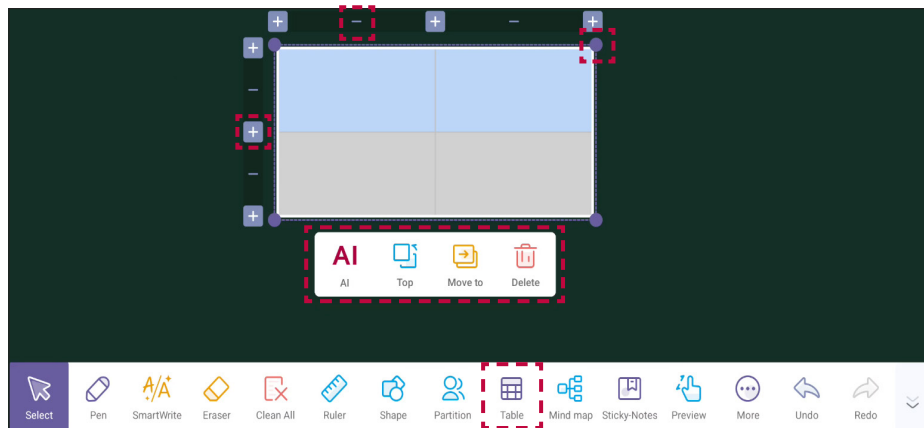 AI
AI
Top
Move to
Delete
A/A
Select
Pen
SmartWrite
Eraser
Clean All
Ruler
Shape
Partition
Table
Mind map
Sticky-Notes
Preview
More
Undo
Redo